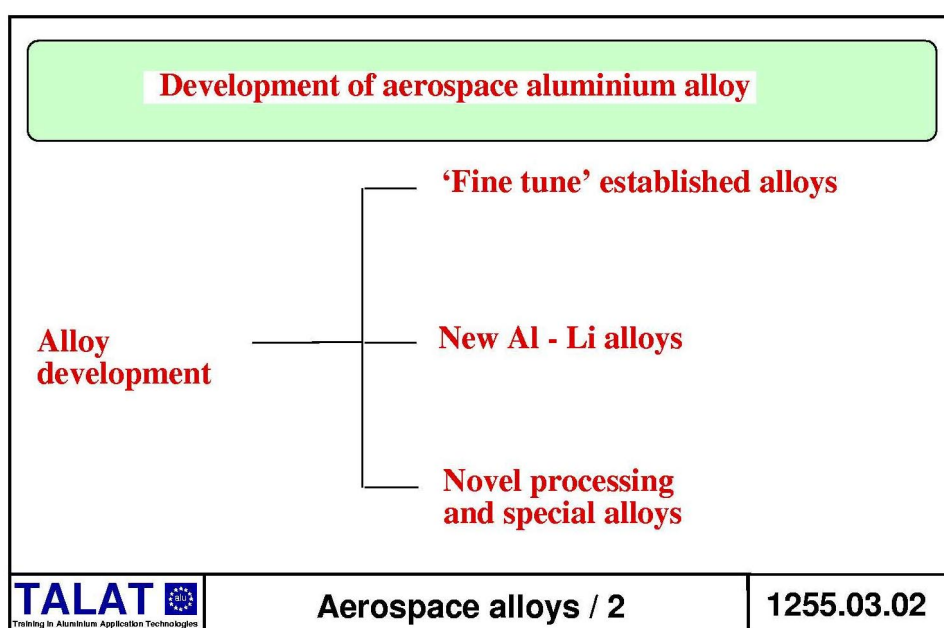 Development of aerospace aluminium alloy
‘Fine tune’ established alloys
Alloy
development
New Al - Li alloys
Novel processing
and special alloys
TALAT
alu
Training in Aluminium Application Technologies
Aerospace alloys / 2
1255.03.02